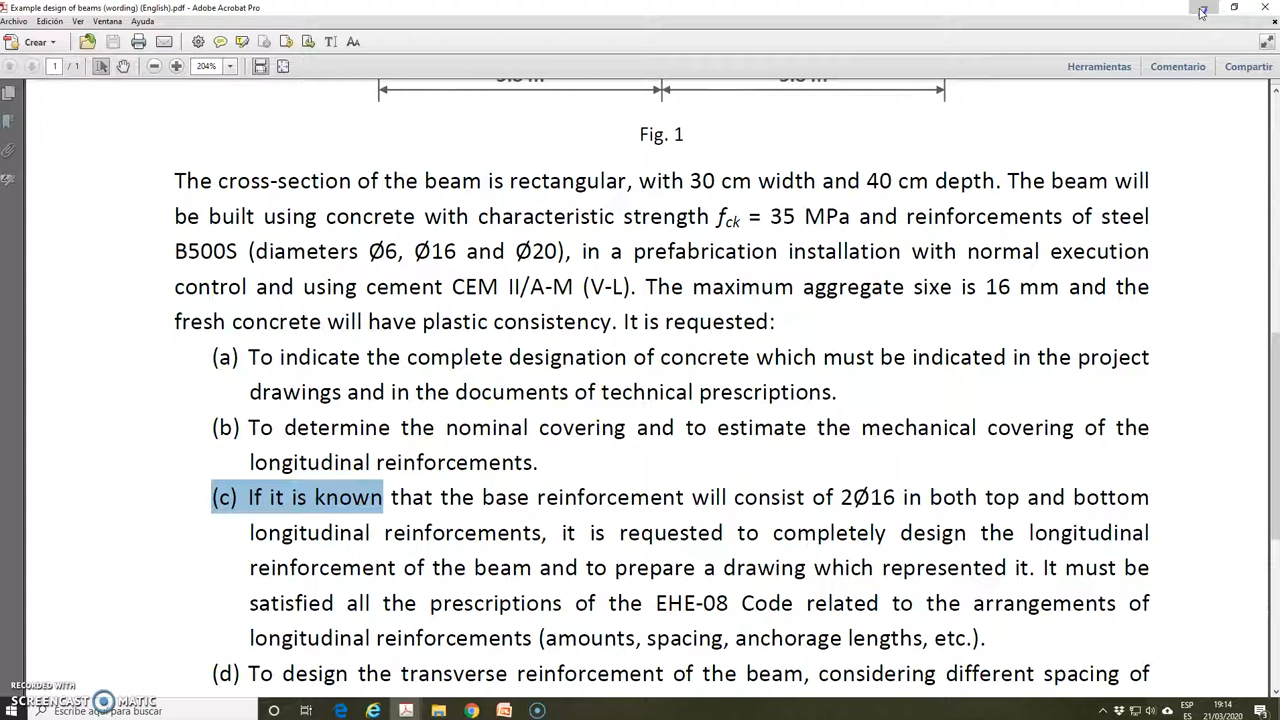 Example design of beams (wording) (English).pdf - Adobe Acrobat Pro
Archivo Edición Ver Ventana Ayuda
Crear
1 / 1 204% Herramientas Comentario Compartir
Fig. 1
The cross-section of the beam is rectangular, with 30 cm width and 40 cm depth. The beam will
be built using concrete with characteristic strength fck = 35 MPa and reinforcements of steel
B500S (diameters Ø6, Ø16 and Ø20), in a prefabrication installation with normal execution
control and using cement CEM II/A-M (V-L). The maximum aggregate sixe is 16 mm and the
fresh concrete will have plastic consistency. It is requested:
(a) To indicate the complete designation of concrete which must be indicated in the project
drawings and in the documents of technical prescriptions.
(b) To determine the nominal covering and to estimate the mechanical covering of the
longitudinal reinforcements.
(c) If it is known that the base reinforcement will consist of 2Ø16 in both top and bottom
longitudinal reinforcements, it is requested to completely design the longitudinal
reinforcement of the beam and to prepare a drawing which represented it. It must be
satisfied all the prescriptions of the EHE-08 Code related to the arrangements of
longitudinal reinforcements (amounts, spacing, anchorage lengths, etc.).
(d) To design the transverse reinforcement of the beam, considering different spacing of
RECORDED WITH
SCREENCAST MATIC
Escribe aquí para buscar
ESP
ES
19:14
21/03/2020